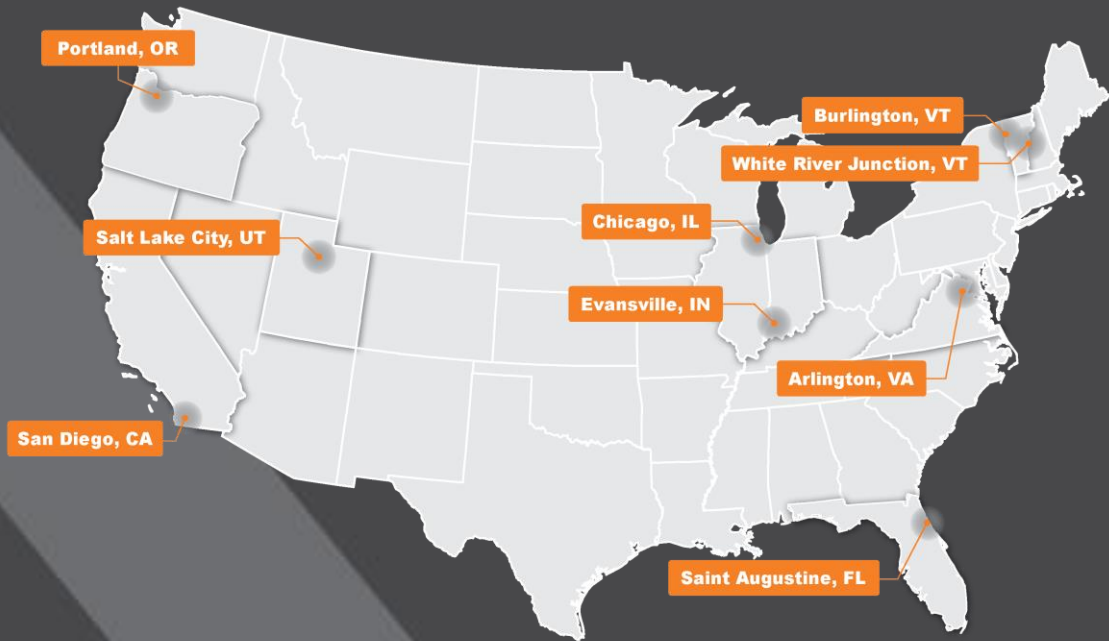 Portland, OR
Burlington, VT
White River Junction, VT
Chicago, IL
Salt Lake City, UT
Evansville, IN
Arlington, VA
San Diego, CA
Saint Augustine, FL